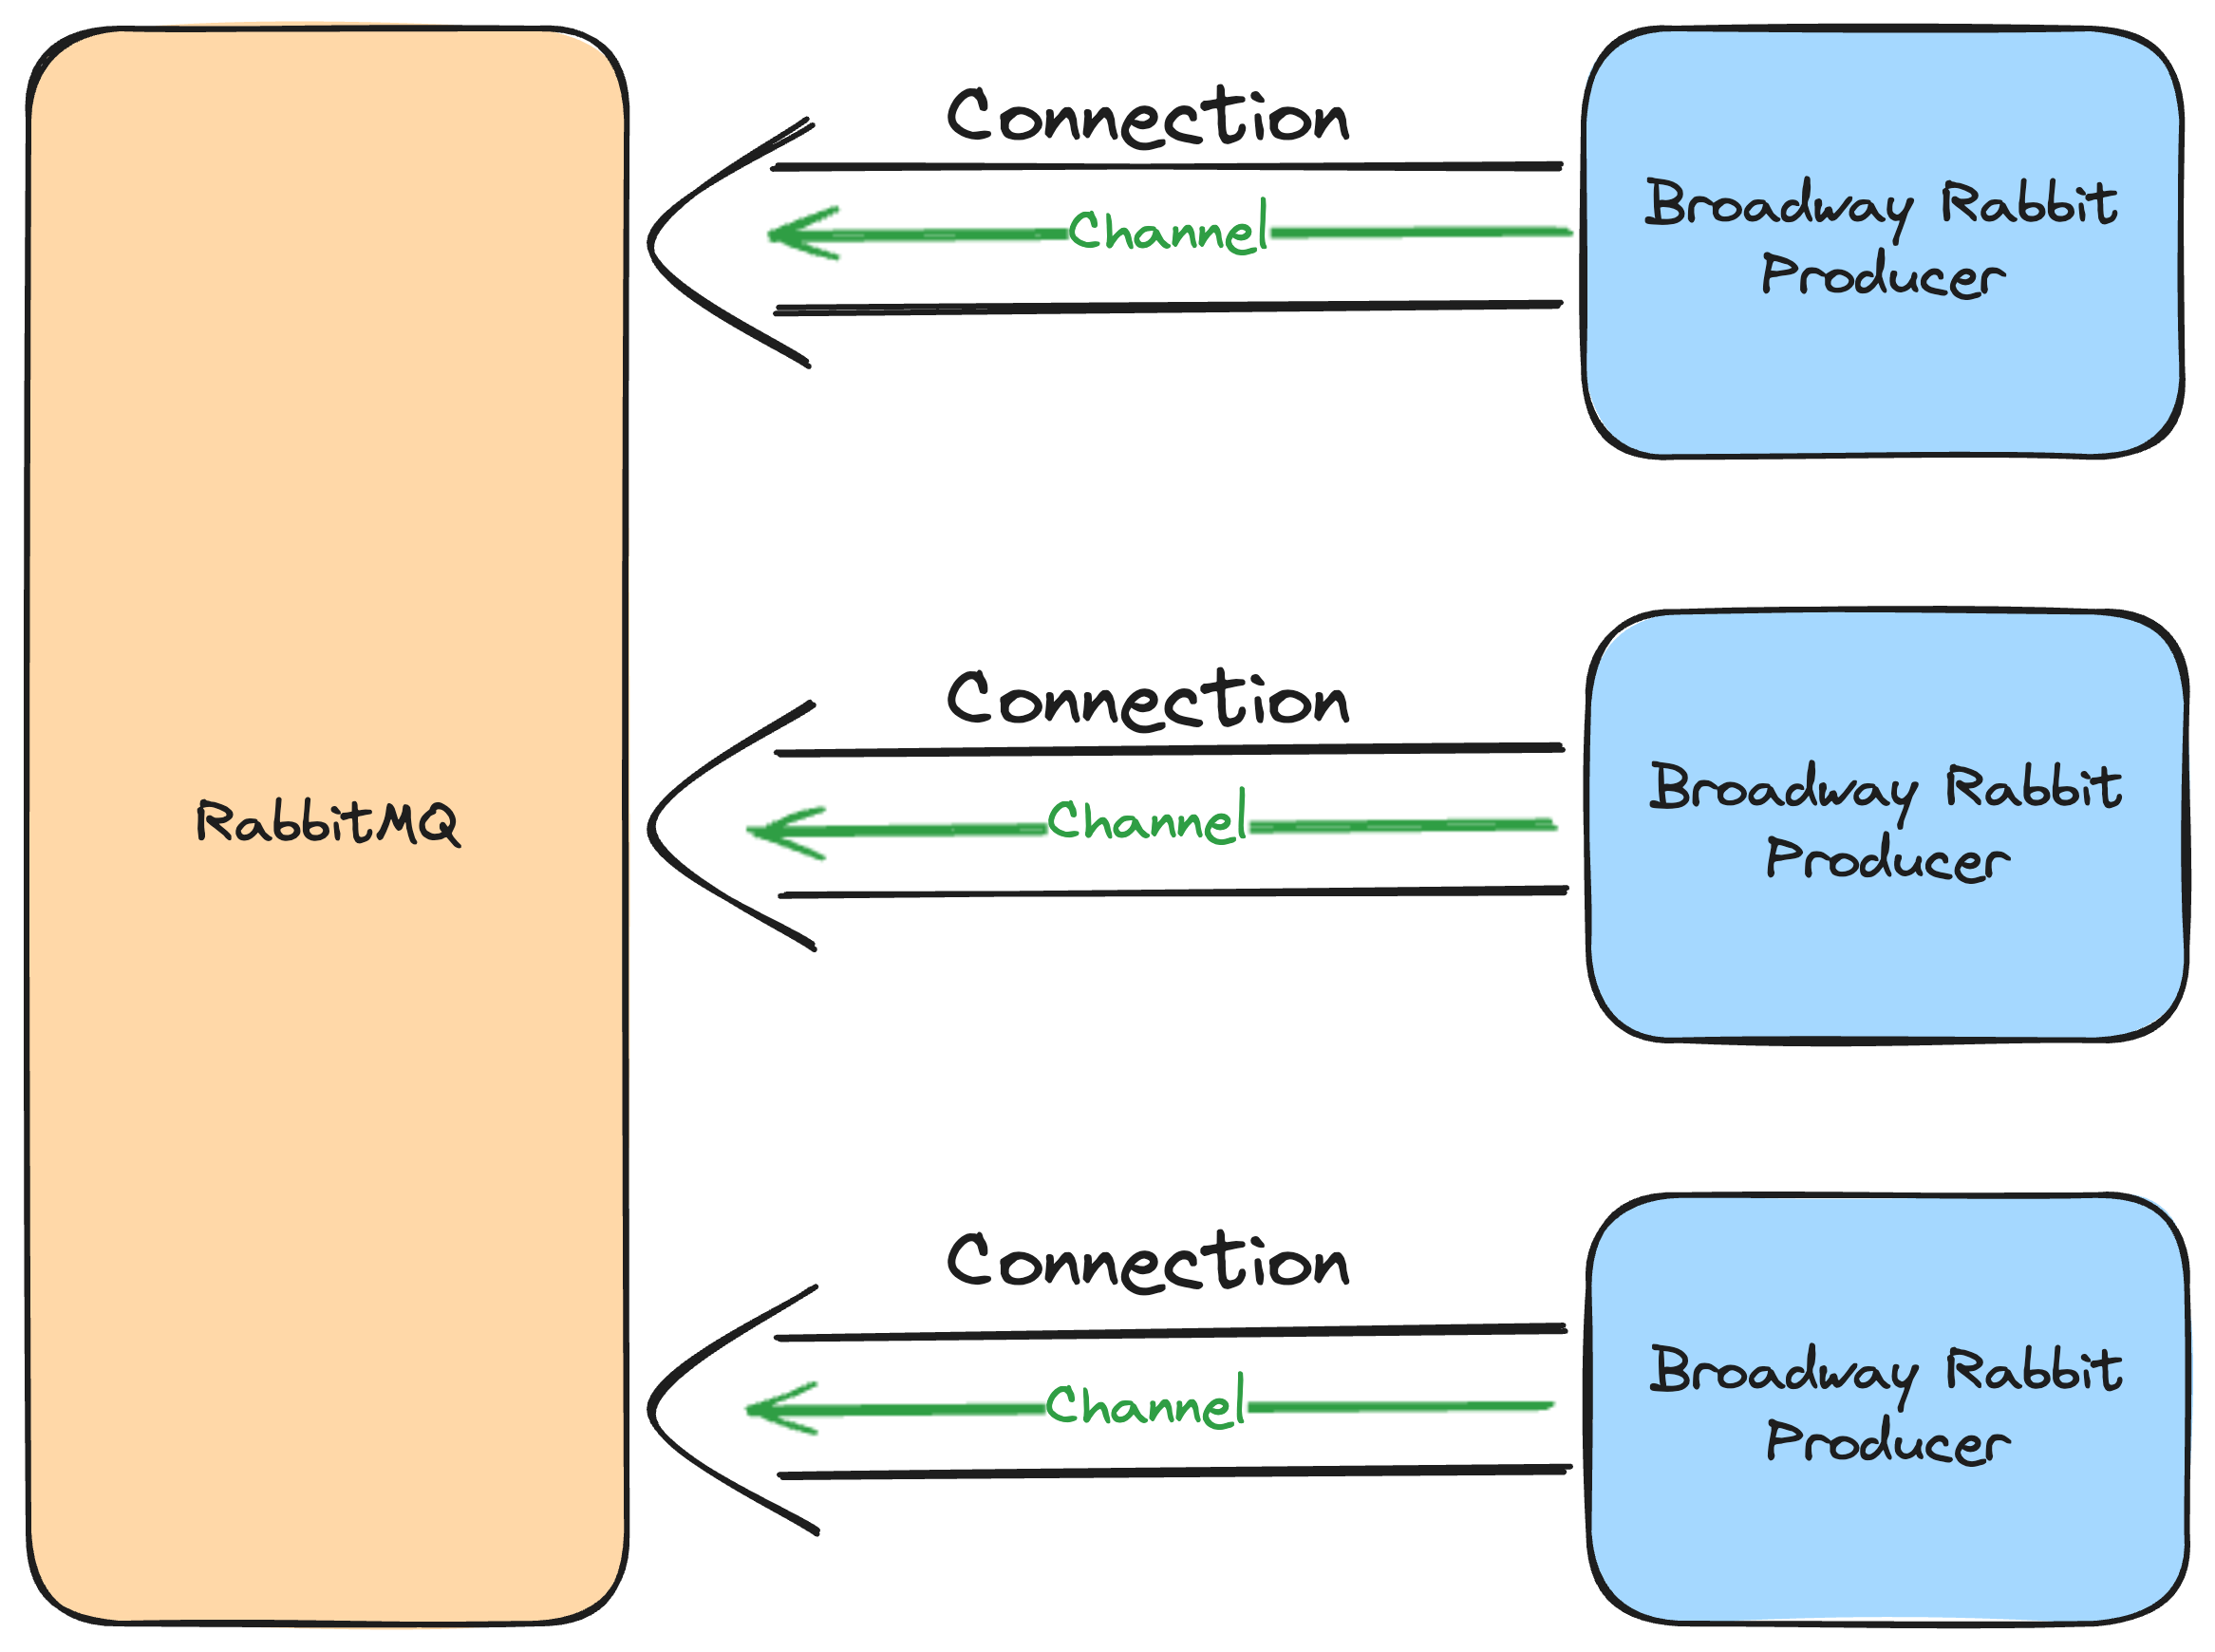 Connection
Channel
Broadway Rabbit
Producer
RabbitMQ
Connection
Channel
Broadway Rabbit
Producer
Connection
Channel
Broadway Rabbit
Producer